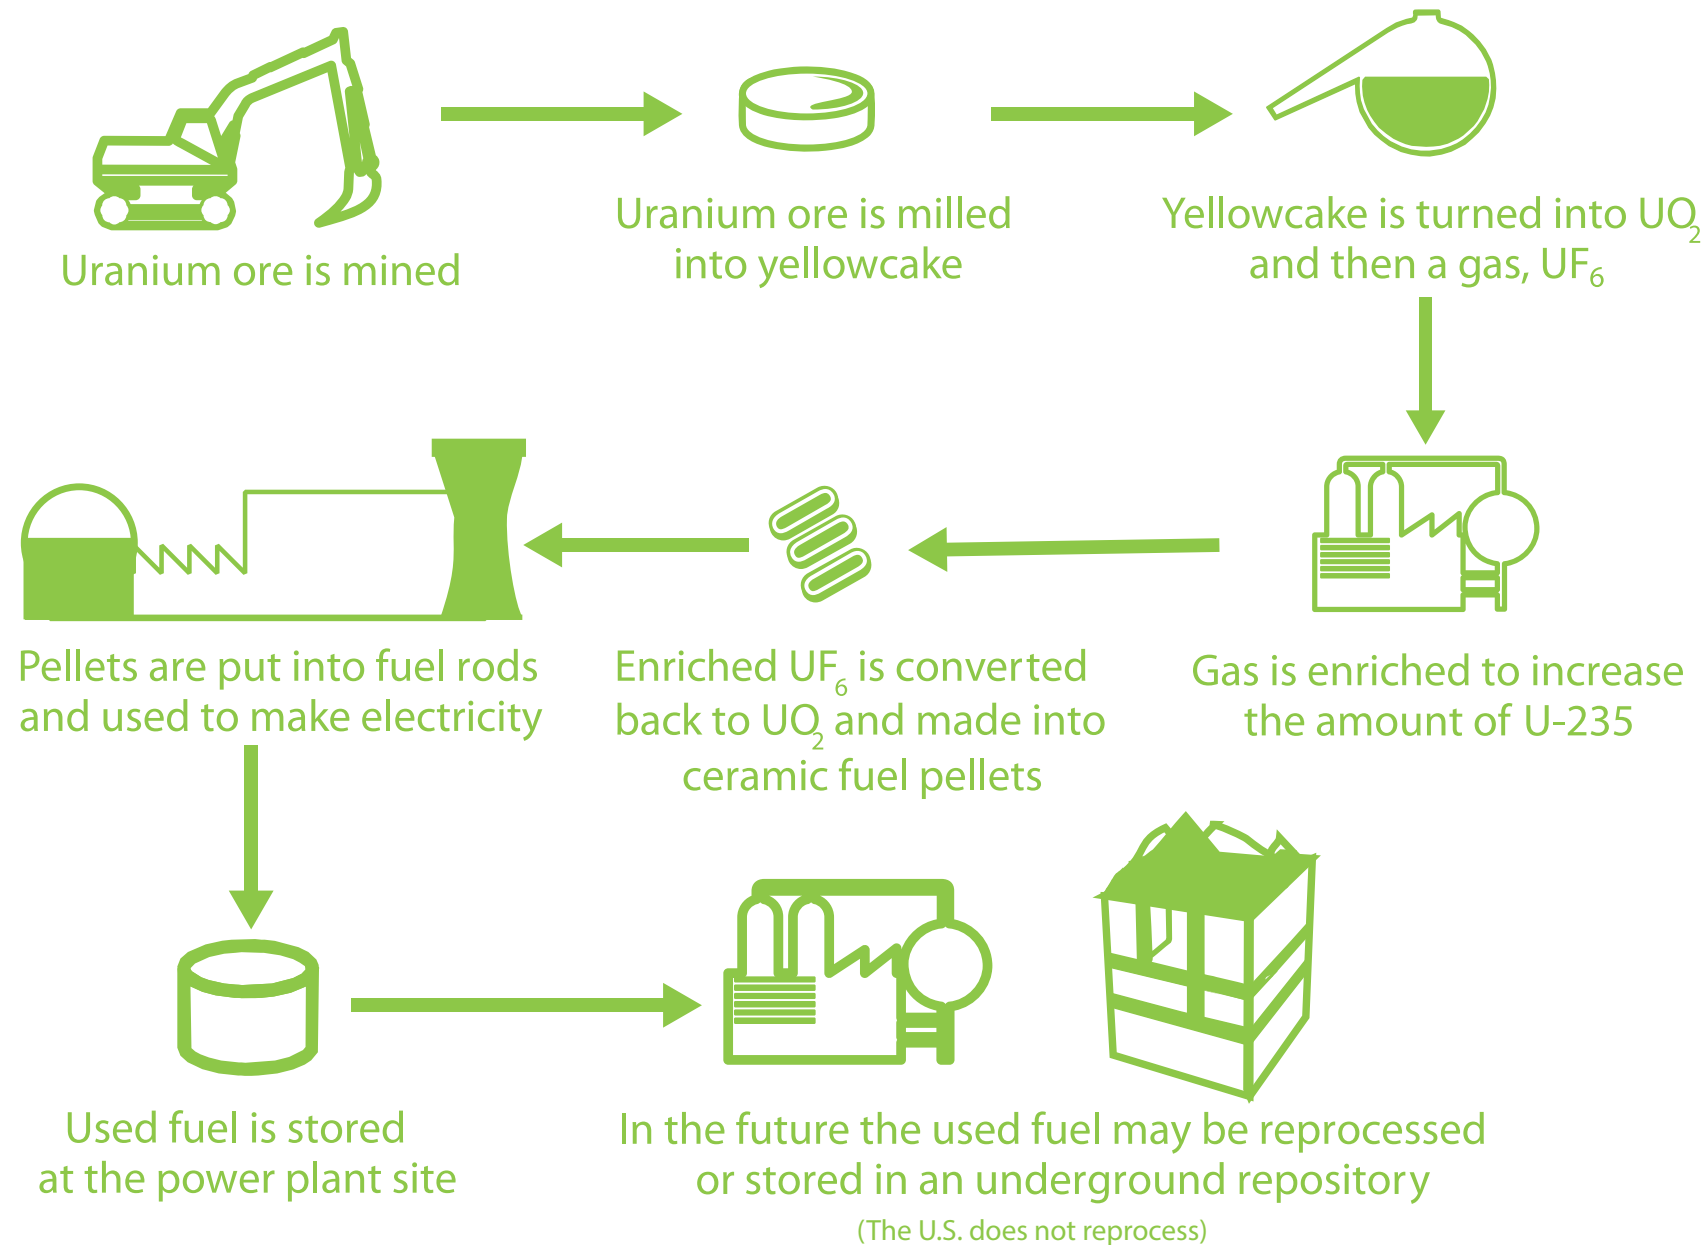 Uranium ore is mined
Uranium ore is milled
into yellowcake
Yellowcake is turned into UO₂
and then a gas, UF₆
Gas is enriched to increase
the amount of U-235
Enriched UF₆ is converted
back to UO₂ and made into
ceramic fuel pellets
Pellets are put into fuel rods
and used to make electricity
Used fuel is stored
at the power plant site
In the future the used fuel may be reprocessed
or stored in an underground repository
(The U.S. does not reprocess)